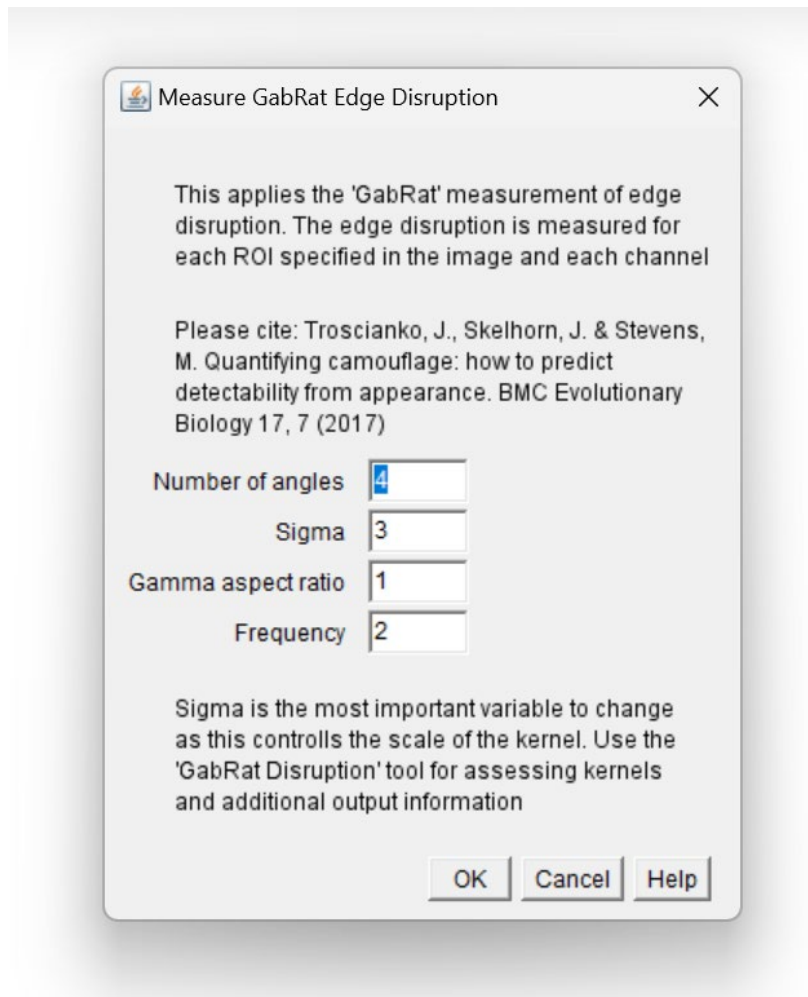 Measure GabRat Edge Disruption
This applies the 'GabRat' measurement of edge
disruption. The edge disruption is measured for
each ROI specified in the image and each channel
Please cite: Troscianko, J., Skelhorn, J. & Stevens,
M. Quantifying camouflage: how to predict
detectability from appearance. BMC Evolutionary
Biology 17, 7 (2017)
Number of angles 4
Sigma 3
Gamma aspect ratio 1
Frequency 2
Sigma is the most important variable to change
as this controlls the scale of the kernel. Use the
'GabRat Disruption' tool for assessing kernels
and additional output information
OK Cancel Help